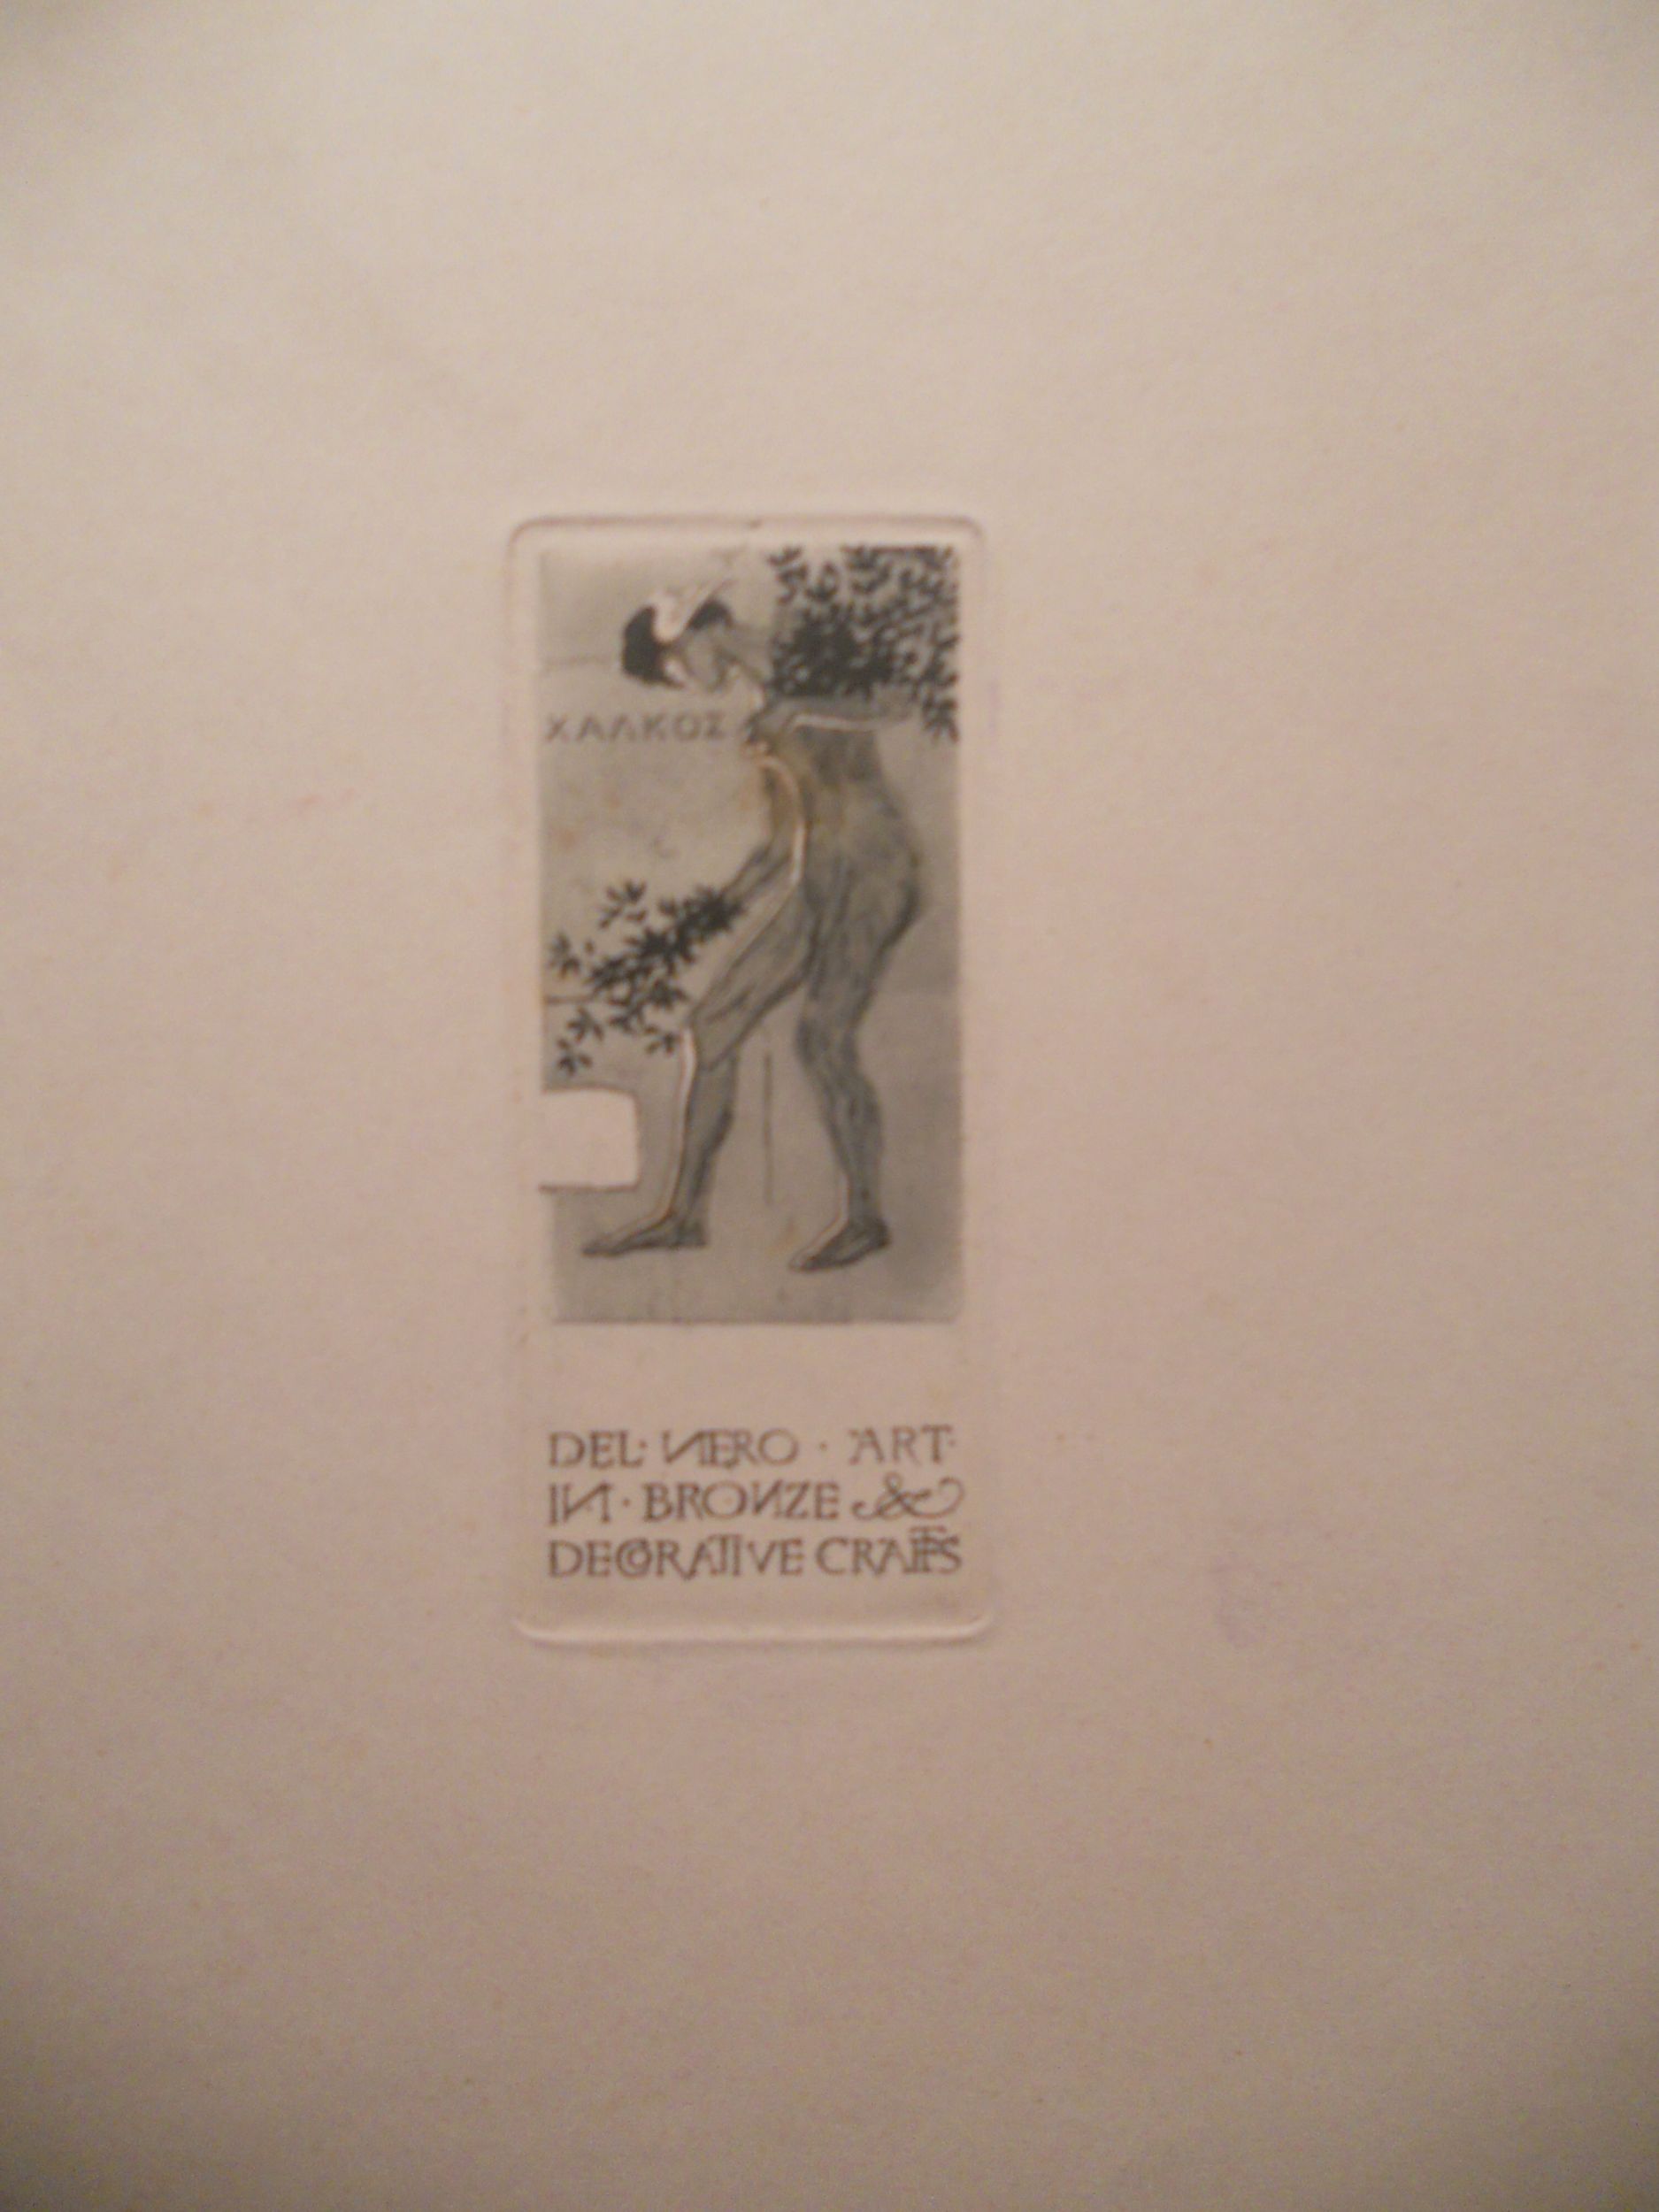 ΧΑΛΚΟΣ
DEL· NERO · ART·
IN · BRONZE &
DECORATIVE CRAFTS